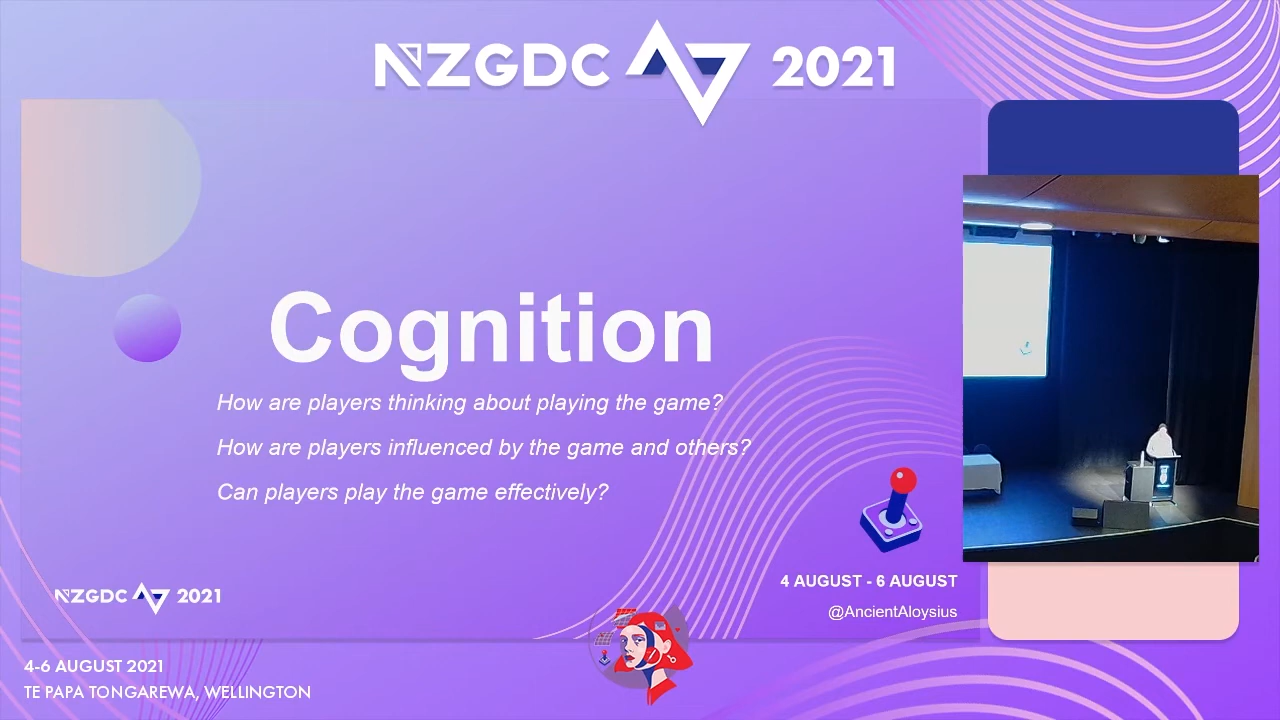 NZGDC 2021
Cognition
How are players thinking about playing the game?
How are players influenced by the game and others?
Can players play the game effectively?
4 AUGUST - 6 AUGUST
@AncientAloysius
NZGDC 2021
4-6 AUGUST 2021
TE PAPA TONGAREWA, WELLINGTON